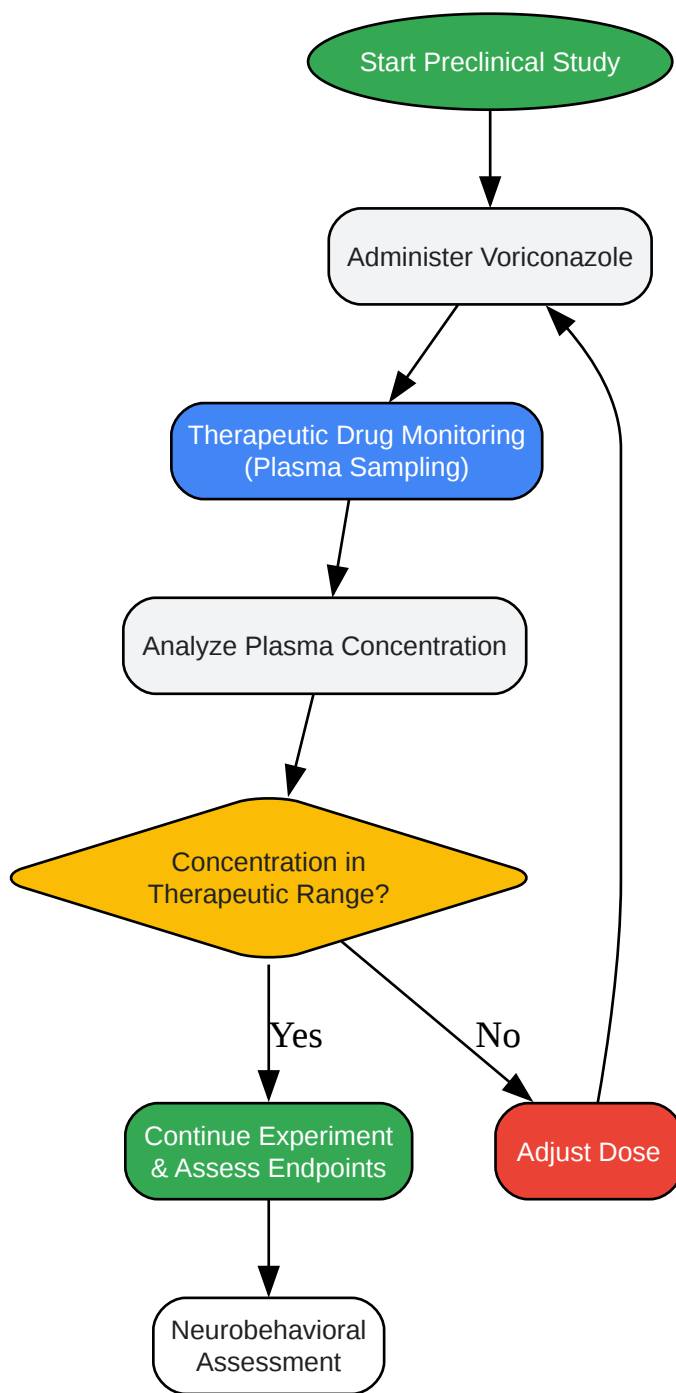 Start Preclinical Study
Administer Voriconazole
Therapeutic Drug Monitoring
(Plasma Sampling)
Analyze Plasma Concentration
Concentration in
Therapeutic Range?
Yes
No
Continue Experiment
& Assess Endpoints
Adjust Dose
Neurobehavioral
Assessment